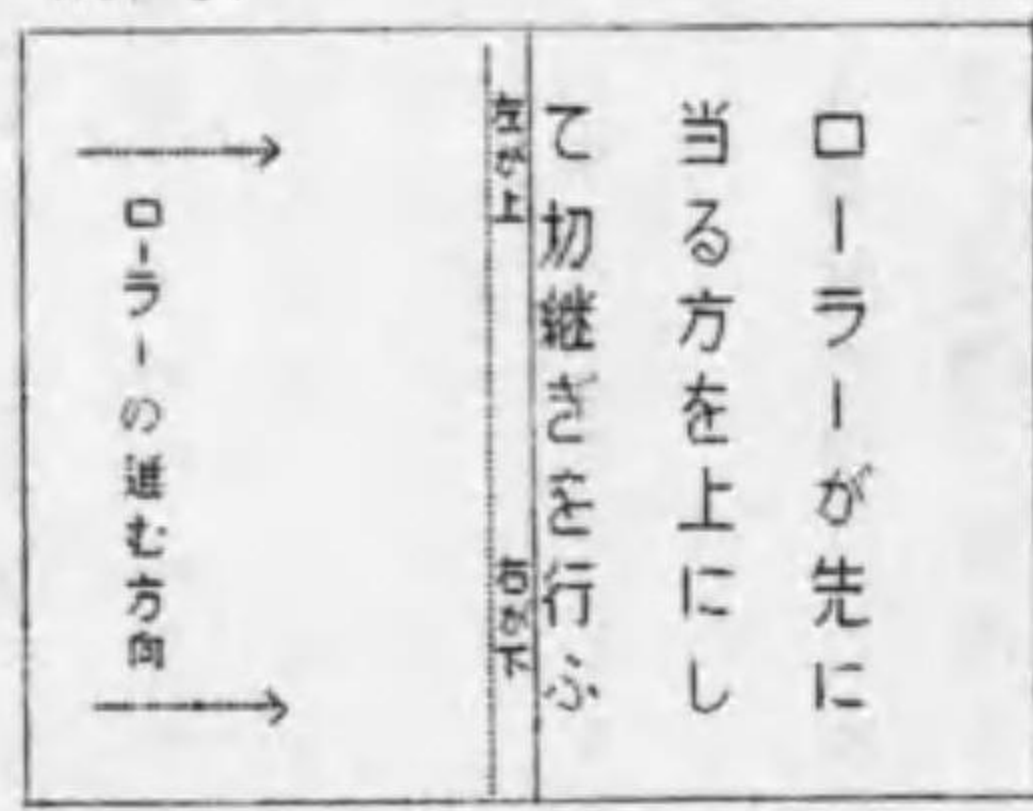 ローラーが先に
当る方を上にし
て切継ぎを行ふ
左が上
右が下
ローラーの進む方向